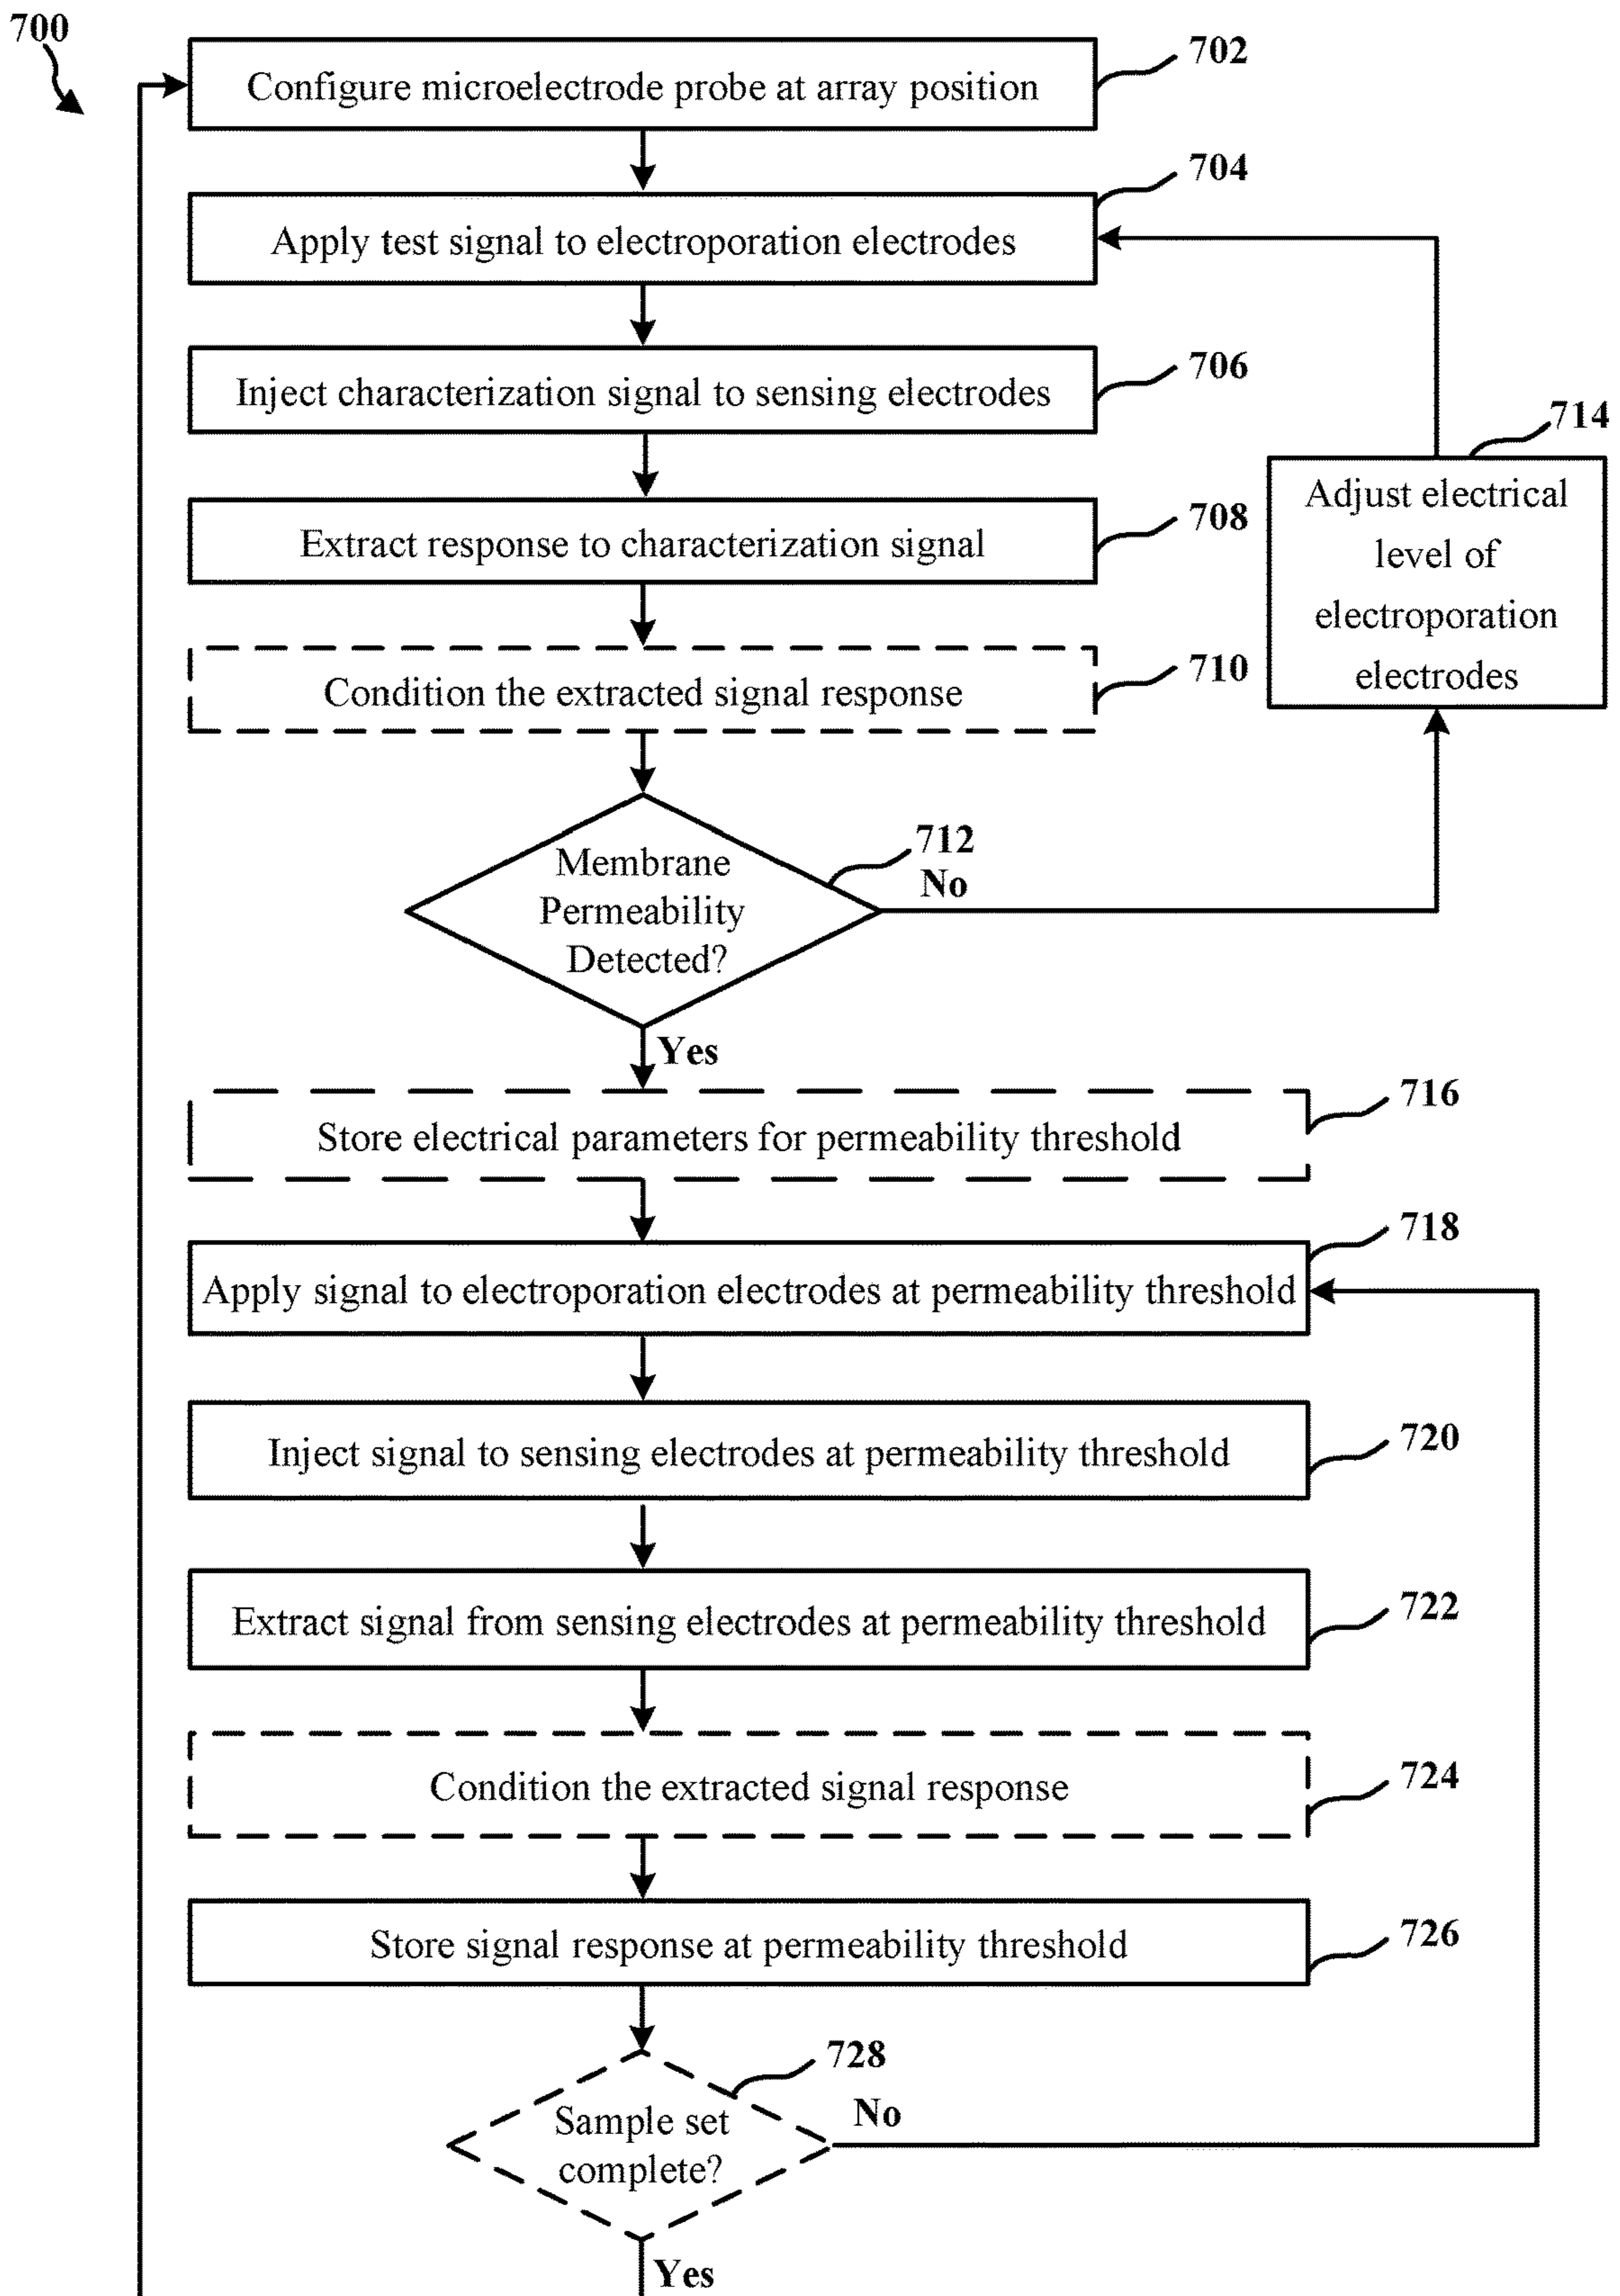 700
Configure microelectrode probe at array position
702
704
Apply test signal to electroporation electrodes
Inject characterization signal to sensing electrodes
706
714
Adjust electrical
level of
electroporation
electrodes
Extract response to characterization signal
708
Condition the extracted signal response
710
712
No
Membrane
Permeability
Detected?
Yes
Store electrical parameters for permeability threshold
716
718
Apply signal to electroporation electrodes at permeability threshold
Inject signal to sensing electrodes at permeability threshold
720
Extract signal from sensing electrodes at permeability threshold
722
Condition the extracted signal response
724
Store signal response at permeability threshold
726
728
No
Sample set
complete?
Yes